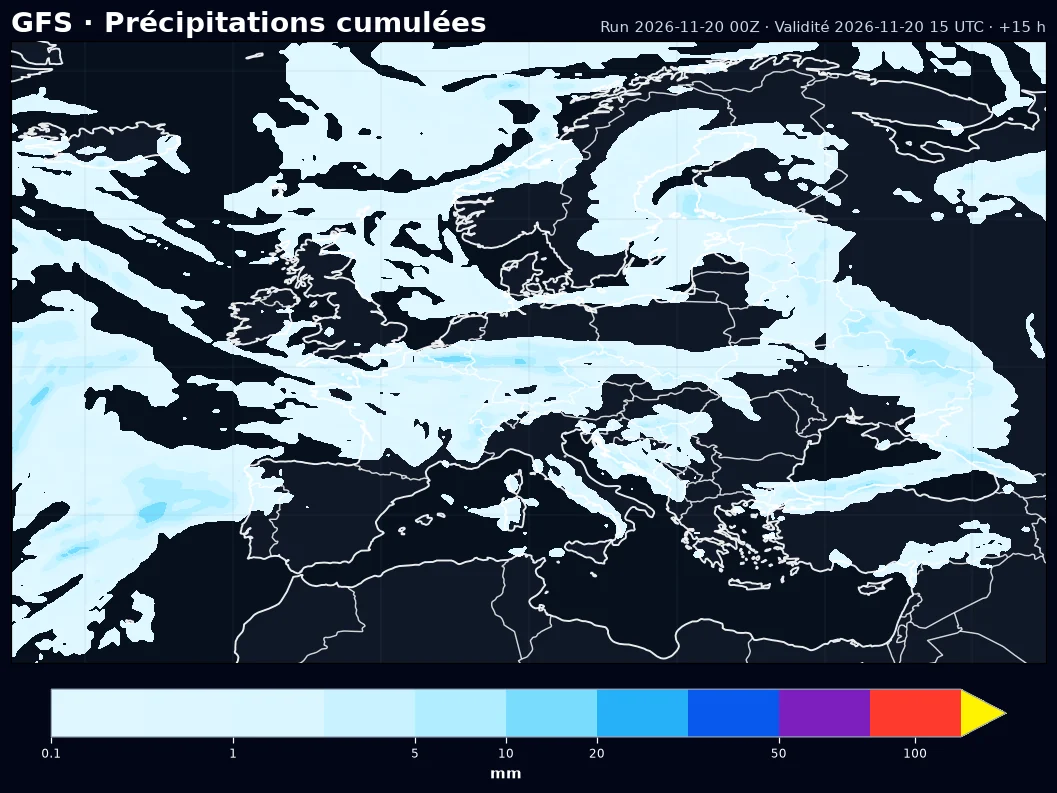 GFS · Précipitations cumulées
Run 2026-11-20 00Z · Validité 2026-11-20 15 UTC · +15 h
0.1 1 5 10 20 50 100
mm